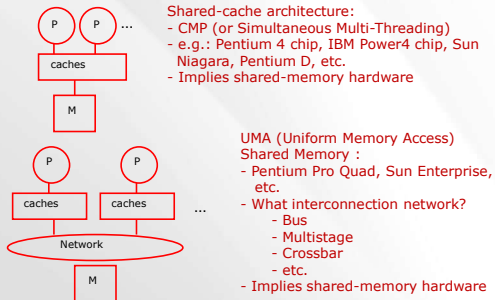 P P ...
caches
M
Shared-cache architecture:
- CMP (or Simultaneous Multi-Threading)
- e.g.: Pentium 4 chip, IBM Power4 chip, Sun
Niagara, Pentium D, etc.
- Implies shared-memory hardware
P P
caches caches ...
Network
M
UMA (Uniform Memory Access)
Shared Memory :
- Pentium Pro Quad, Sun Enterprise,
etc.
- What interconnection network?
- Bus
- Multistage
- Crossbar
- etc.
- Implies shared-memory hardware